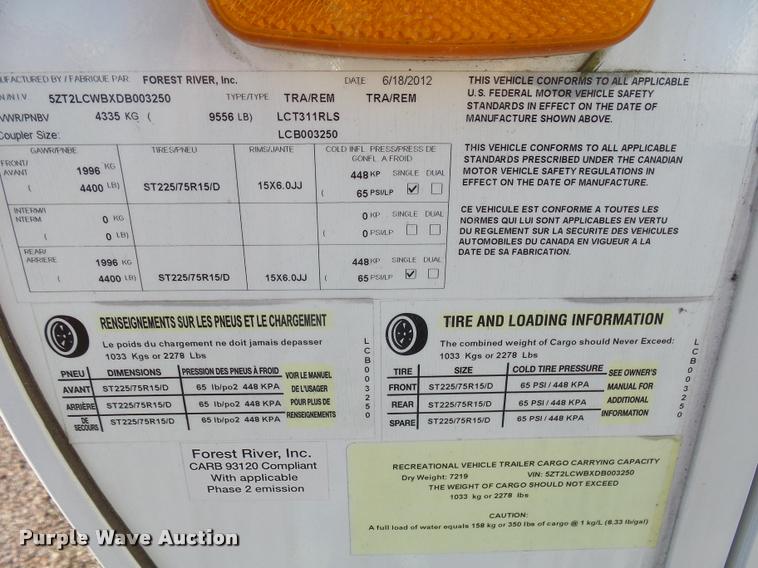 MANUFACTURED BY / FABRIQUE PAR FOREST RIVER, Inc. DATE 6/18/2012
5ZT2LCWBXDB003250 TYPE/TYPE TRA/REM TRA/REM
4335 KG ( 9556 LB) LCT311RLS
Coupler Size: LCB003250
THIS VEHICLE CONFORMS TO ALL APPLICABLE
U.S. FEDERAL MOTOR VEHICLE SAFETY
STANDARDS IN EFFECT ON THE DATE OF
MANUFACTURE SHOWN ABOVE.
THIS VEHICLE CONFORMS TO ALL APPLICABLE
STANDARDS PRESCRIBED UNDER THE CANADIAN
MOTOR VEHICLE SAFETY REGULATIONS IN
EFFECT ON THE DATE OF MANUFACTURE.
CE VEHICULE EST CONFORME A TOUTES LES
NORMES QUI LUI SONT APPLICABLES EN VERTU
DU REGLEMENT SUR LA SECURITE DES VEHICULES
AUTOMOBILES DU CANADA EN VIGUEUR A LA
DATE DE SA FABRICATION.
GAWR/PNBE TIRES/PNEU RIMS/JANTE COLD INFL. PRESS/PRESS DE
GONFL A FROID
FRONT/
AVANT 1996 KG 448 KP SINGLE DUAL
( 4400 LB) ST225/75R15/D 15X6.0JJ ( 65 PSI/LP
INTERM/
INTERM 0 KG 0 KP SINGLE DUAL
( 0 LB) ( 0 PSI/LP
REAR/
ARRIERE 1996 KG 448 KP SINGLE DUAL
( 4400 LB) ST225/75R15/D 15X6.0JJ ( 65 PSI/LP
RENSEIGNEMENTS SUR LES PNEUS ET LE CHARGEMENT
Le poids du chargement ne doit jamais depasser
1033 Kgs or 2278 Lbs
PNEU DIMENSIONS PRESSION DES PNEUS À FROID
AVANT ST225/75R15/D 65 lb/po2 448 KPA
ARRIÈRE ST225/75R15/D 65 lb/po2 448 KPA
DE
SECOURS ST225/75R15/D 65 lb/po2 448 KPA
VOIR LE MANUEL
DE L'USAGER
POUR PLUS DE
RENSEIGNEMENTS
LCB003250
TIRE AND LOADING INFORMATION
The combined weight of Cargo should Never Exceed:
1033 Kgs or 2278 Lbs
TIRE SIZE COLD TIRE PRESSURE
FRONT ST225/75R15/D 65 PSI / 448 KPA
REAR ST225/75R15/D 65 PSI / 448 KPA
SPARE ST225/75R15/D 65 PSI / 448 KPA
SEE OWNER'S
MANUAL FOR
ADDITIONAL
INFORMATION
LCB003250
Forest River, Inc.
CARB 93120 Compliant
With applicable
Phase 2 emission
RECREATIONAL VEHICLE TRAILER CARGO CARRYING CAPACITY
Dry Weight: 7219 VIN: 5ZT2LCWBXDB003250
THE WEIGHT OF CARGO SHOULD NOT EXCEED
1033 kg or 2278 lbs
CAUTION:
A full load of water equals 158 kg or 350 lbs of cargo @ 1 kg/L (8.33 lb/gal)
Purple Wave Auction